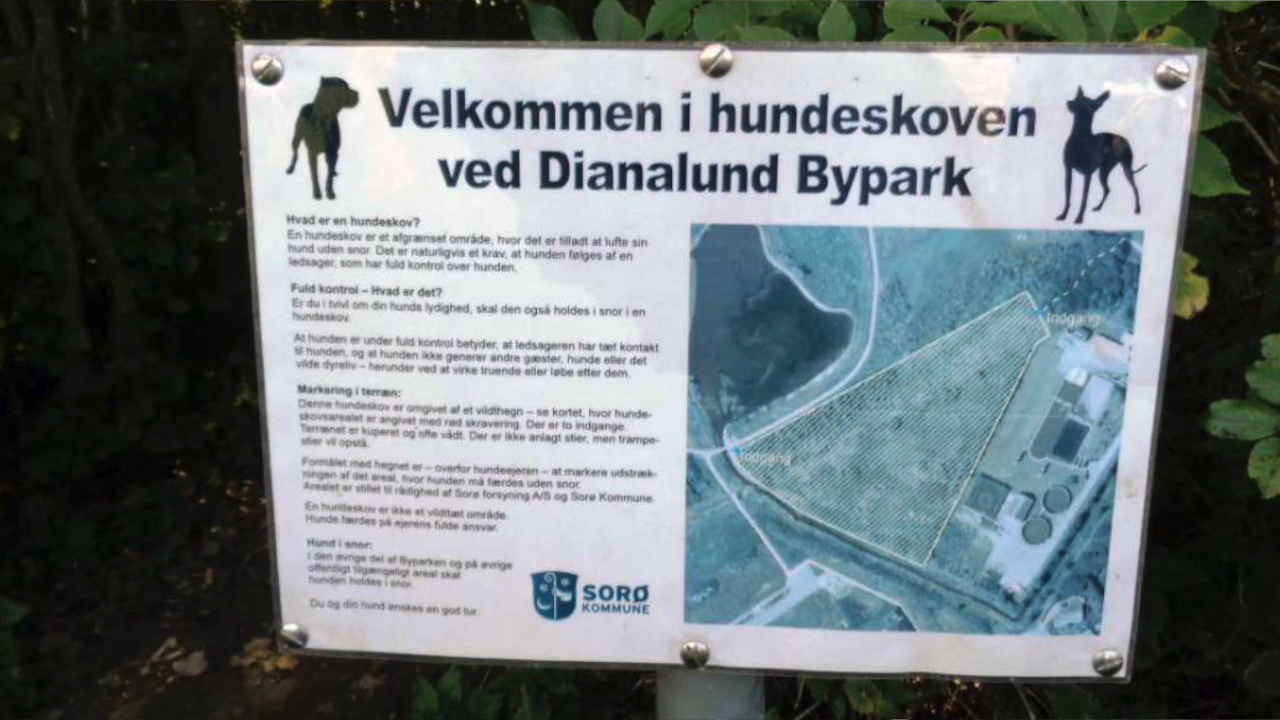 Velkommen i hundeskoven
ved Dianalund Bypark
Hvad er en hundeskov?
En hundeskov er et afgrænset område, hvor det er tilladt at lufte sin
hund uden snor. Det er naturligvis et krav, at hunden følges af en
ledsager, som har fuld kontrol over hunden.
Fuld kontrol – Hvad er det?
Er du i tvivl om din hunds lydighed, skal den også holdes i snor i en
hundeskov.
At hunden er under fuld kontrol betyder, at ledsageren har tæt kontakt
til hunden, og at hunden ikke generer andre gæster, hunde eller det
vilde dyreliv – herunder ved at virke truende eller løbe efter dem.
Markering i terræn:
Denne hundeskov er omgivet af et vildthegn – se kortet, hvor hunde-
skovsarealet er angivet med rød skravering. Der er to indgange.
Terrænet er kuperet og ofte vådt. Der er ikke anlagt stier, men trampe-
stier vil opstå.
Formålet med hegnet er – overfor hundeejeren – at markere udstræk-
ningen af det areal, hvor hunden må færdes uden snor.
Arealet er stillet til rådighed af Sorø forsyning A/S og Sorø Kommune.
En hundeskov er ikke et vildttæt område.
Hunde færdes på ejerens fulde ansvar.
Hund i snor:
I den øvrige del af Byparken og på øvrige
offentligt tilgængeligt areal skal
hunden holdes i snor.
Du og din hund ønskes en god tur.
SORØ
KOMMUNE
Indgang
Indgang